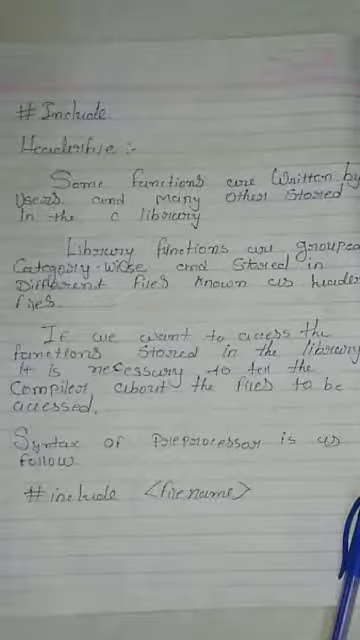 # Include
Headerfile :-
Some functions are Written by
Users and many other Stored
In the C library
Library functions are grouped
Category-wise and Stored in
Different files known as header
files.
If we want to access the
functions Stored in the library
It is necessary to tell the
Compiler about the files to be
accessed.
Syntax of Preprocessor is as
follow
#include <filename>